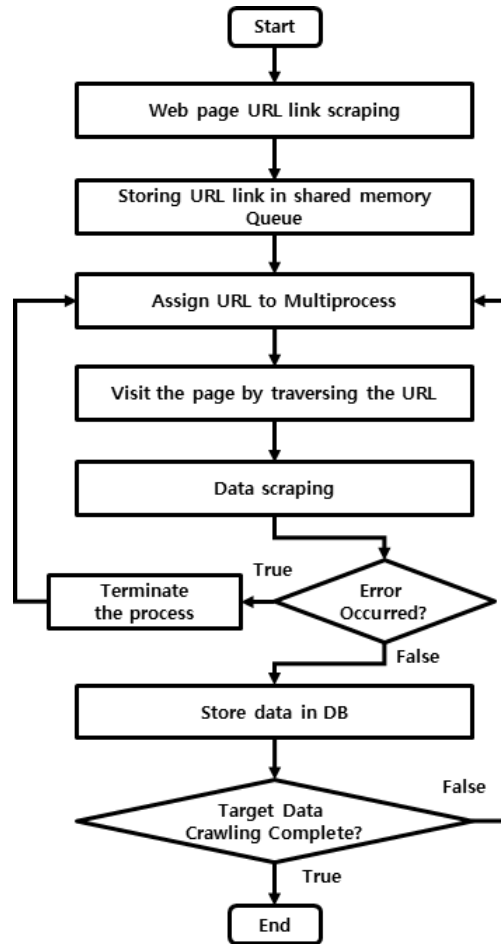 Start
Web page URL link scraping
Storing URL link in shared memory
Queue
Assign URL to Multiprocess
Visit the page by traversing the URL
Data scraping
True
Terminate
the process
Error
Occurred?
False
Store data in DB
False
Target Data
Crawling Complete?
True
End